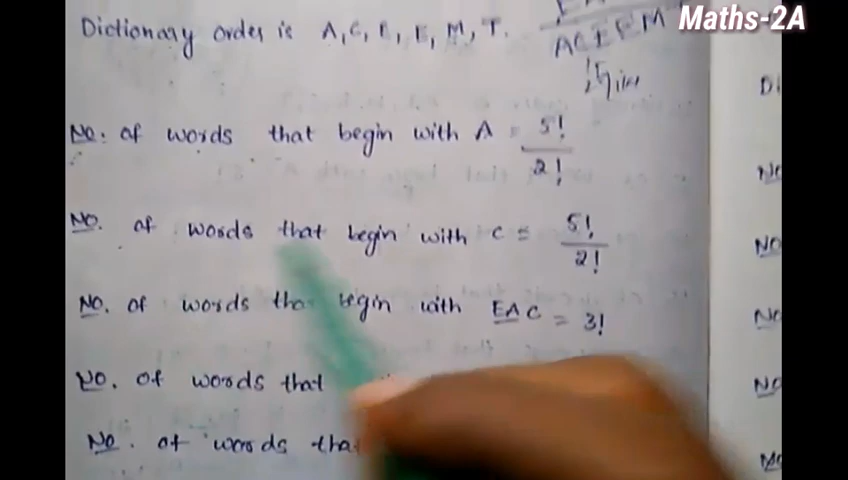 Maths-2A
Dictionary order is A, C, E, E, M, T.
No. of words that begin with A = 5!/2!
No. of words that begin with C = 5!/2!
No. of words that begin with EAC = 3!
No. of words that
No. of words that